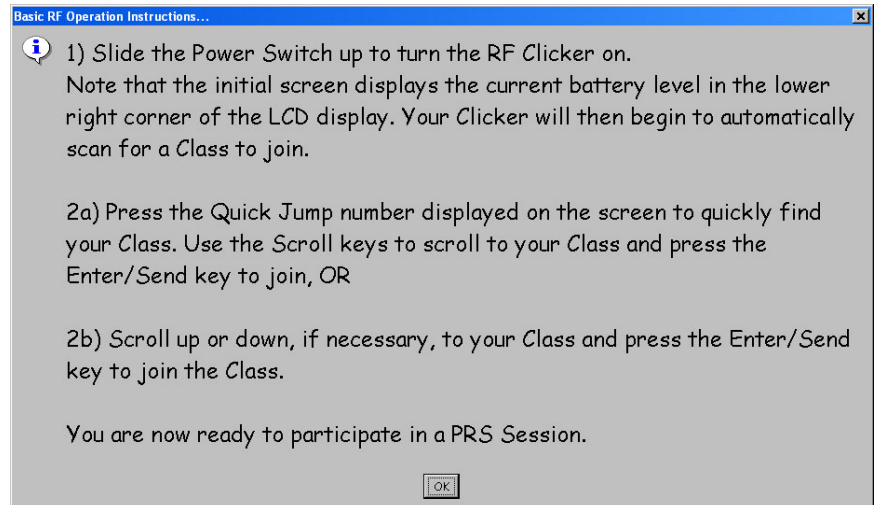 Basic RF Operation Instructions...
1) Slide the Power Switch up to turn the RF Clicker on.
Note that the initial screen displays the current battery level in the lower
right corner of the LCD display. Your Clicker will then begin to automatically
scan for a Class to join.
2a) Press the Quick Jump number displayed on the screen to quickly find
your Class. Use the Scroll keys to scroll to your Class and press the
Enter/Send key to join, OR
2b) Scroll up or down, if necessary, to your Class and press the Enter/Send
key to join the Class.
You are now ready to participate in a PRS Session.
OK